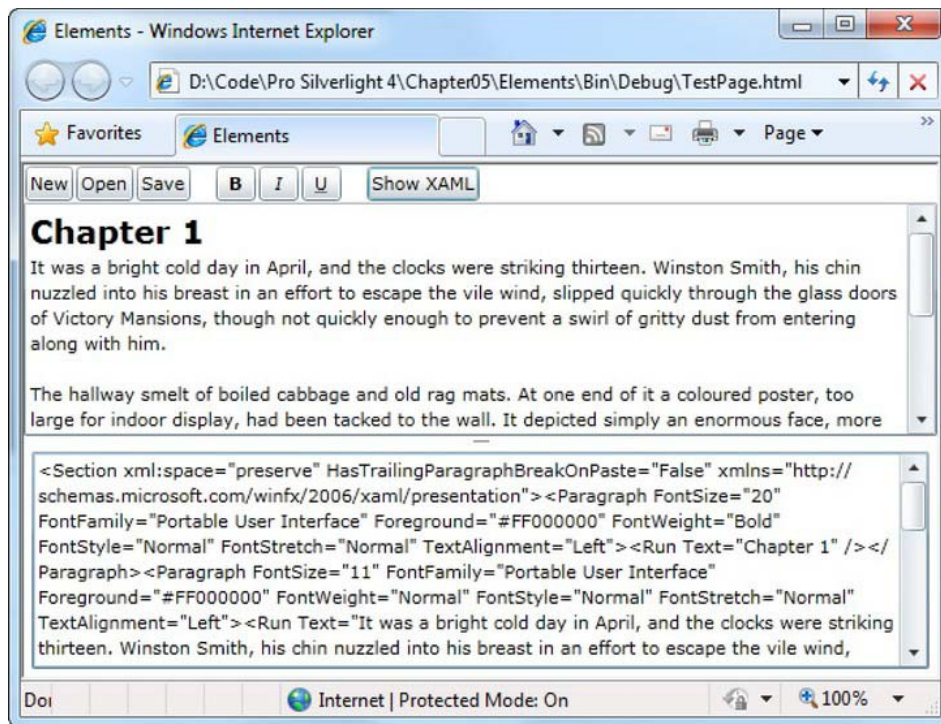 Elements - Windows Internet Explorer
D:\Code\Pro Silverlight 4\Chapter05\Elements\Bin\Debug\TestPage.html
Favorites
Elements
Page
New Open Save B I U Show XAML
Chapter 1
It was a bright cold day in April, and the clocks were striking thirteen. Winston Smith, his chin
nuzzled into his breast in an effort to escape the vile wind, slipped quickly through the glass doors
of Victory Mansions, though not quickly enough to prevent a swirl of gritty dust from entering
along with him.
The hallway smelt of boiled cabbage and old rag mats. At one end of it a coloured poster, too
large for indoor display, had been tacked to the wall. It depicted simply an enormous face, more
<Section xml:space="preserve" HasTrailingParagraphBreakOnPaste="False" xmlns="http://
schemas.microsoft.com/winfx/2006/xaml/presentation"><Paragraph FontSize="20"
FontFamily="Portable User Interface" Foreground="#FF000000" FontWeight="Bold"
FontStyle="Normal" FontStretch="Normal" TextAlignment="Left"><Run Text="Chapter 1" /></
Paragraph><Paragraph FontSize="11" FontFamily="Portable User Interface"
Foreground="#FF000000" FontWeight="Normal" FontStyle="Normal" FontStretch="Normal"
TextAlignment="Left"><Run Text="It was a bright cold day in April, and the clocks were striking
thirteen. Winston Smith, his chin nuzzled into his breast in an effort to escape the vile wind,
Internet | Protected Mode: On
100%